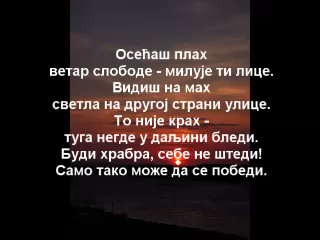 Осећаш плах
ветар слободе - милује ти лице.
Видиш на мах
светла на другој страни улице.
То није крах -
туга негде у даљини бледи.
Буди храбра, себе не штеди!
Само тако може да се победи.